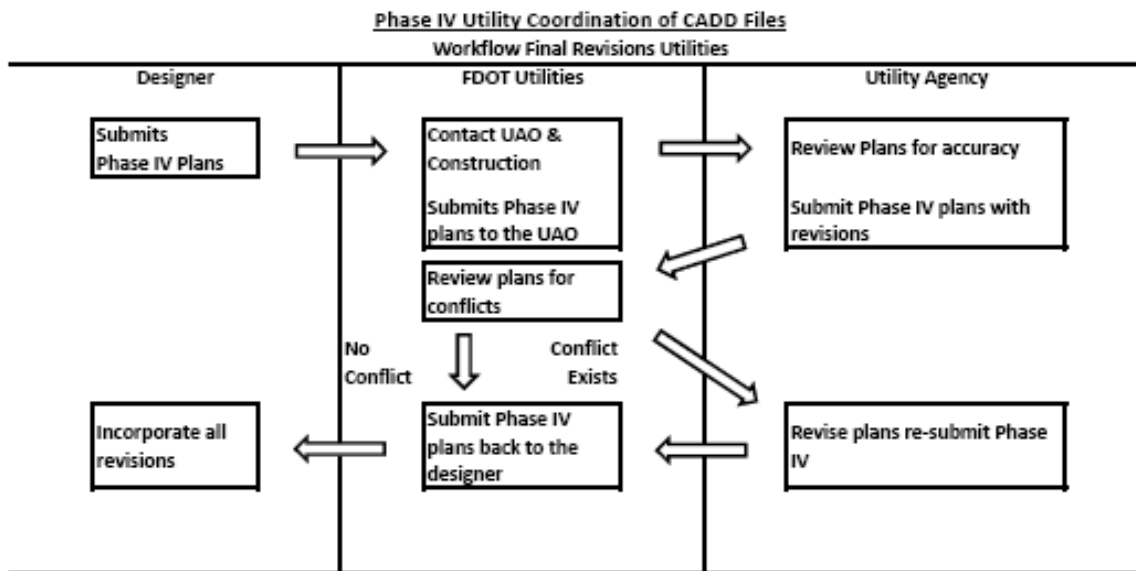 Phase IV Utility Coordination of CADD Files
Workflow Final Revisions Utilities
Designer
FDOT Utilities
Utility Agency
Submits
Phase IV Plans
Contact UAO &
Construction
Submits Phase IV
plans to the UAO
Review Plans for accuracy
Submit Phase IV plans with
revisions
Review plans for
conflicts
No
Conflict
Conflict
Exists
Incorporate all
revisions
Submit Phase IV
plans back to the
designer
Revise plans re-submit Phase
IV